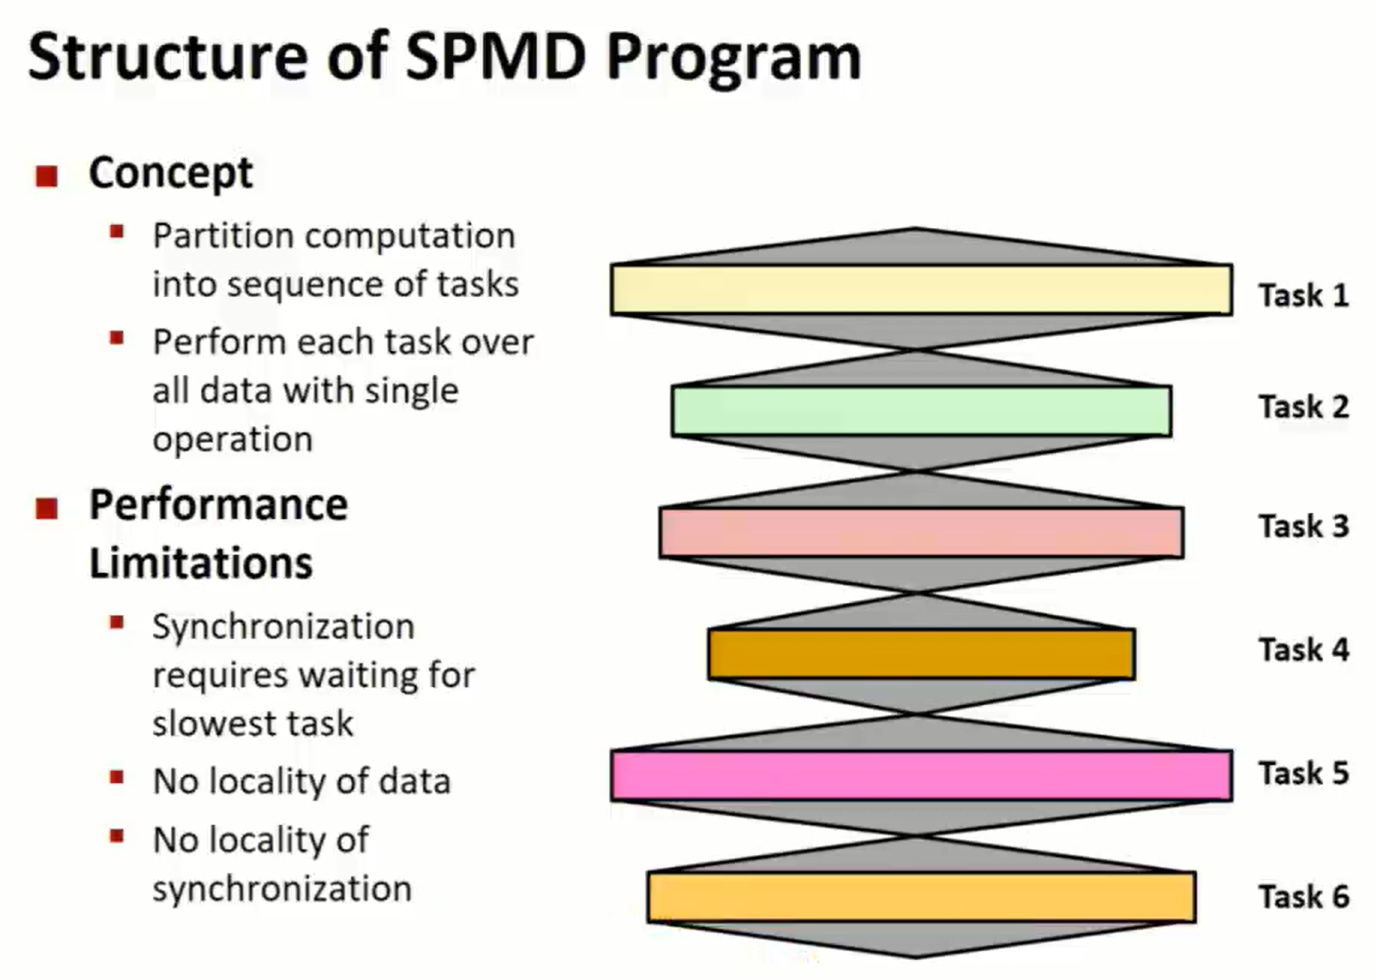 Structure of SPMD Program
Concept
Partition computation
into sequence of tasks
Perform each task over
all data with single
operation
Performance
Limitations
Synchronization
requires waiting for
slowest task
No locality of data
No locality of
synchronization
Task 1
Task 2
Task 3
Task 4
Task 5
Task 6